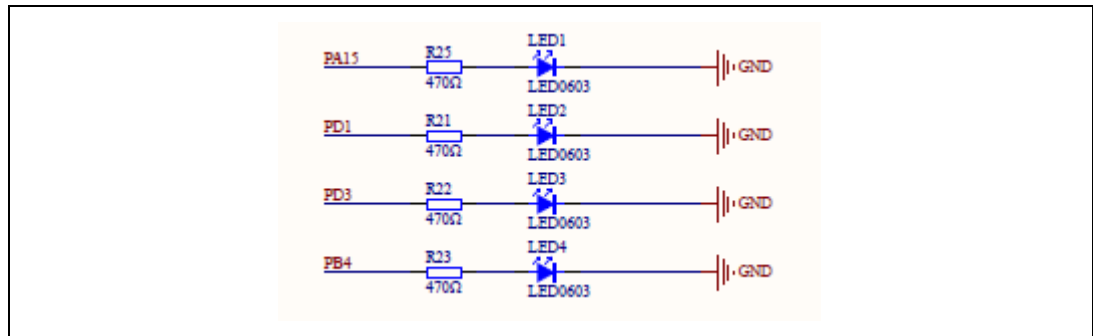 LED1
PA15 R25 GND
470Ω LED0603
LED2
PD1 R21 GND
470Ω LED0603
LED3
PD3 R22 GND
470Ω LED0603
LED4
PB4 R23 GND
470Ω LED0603